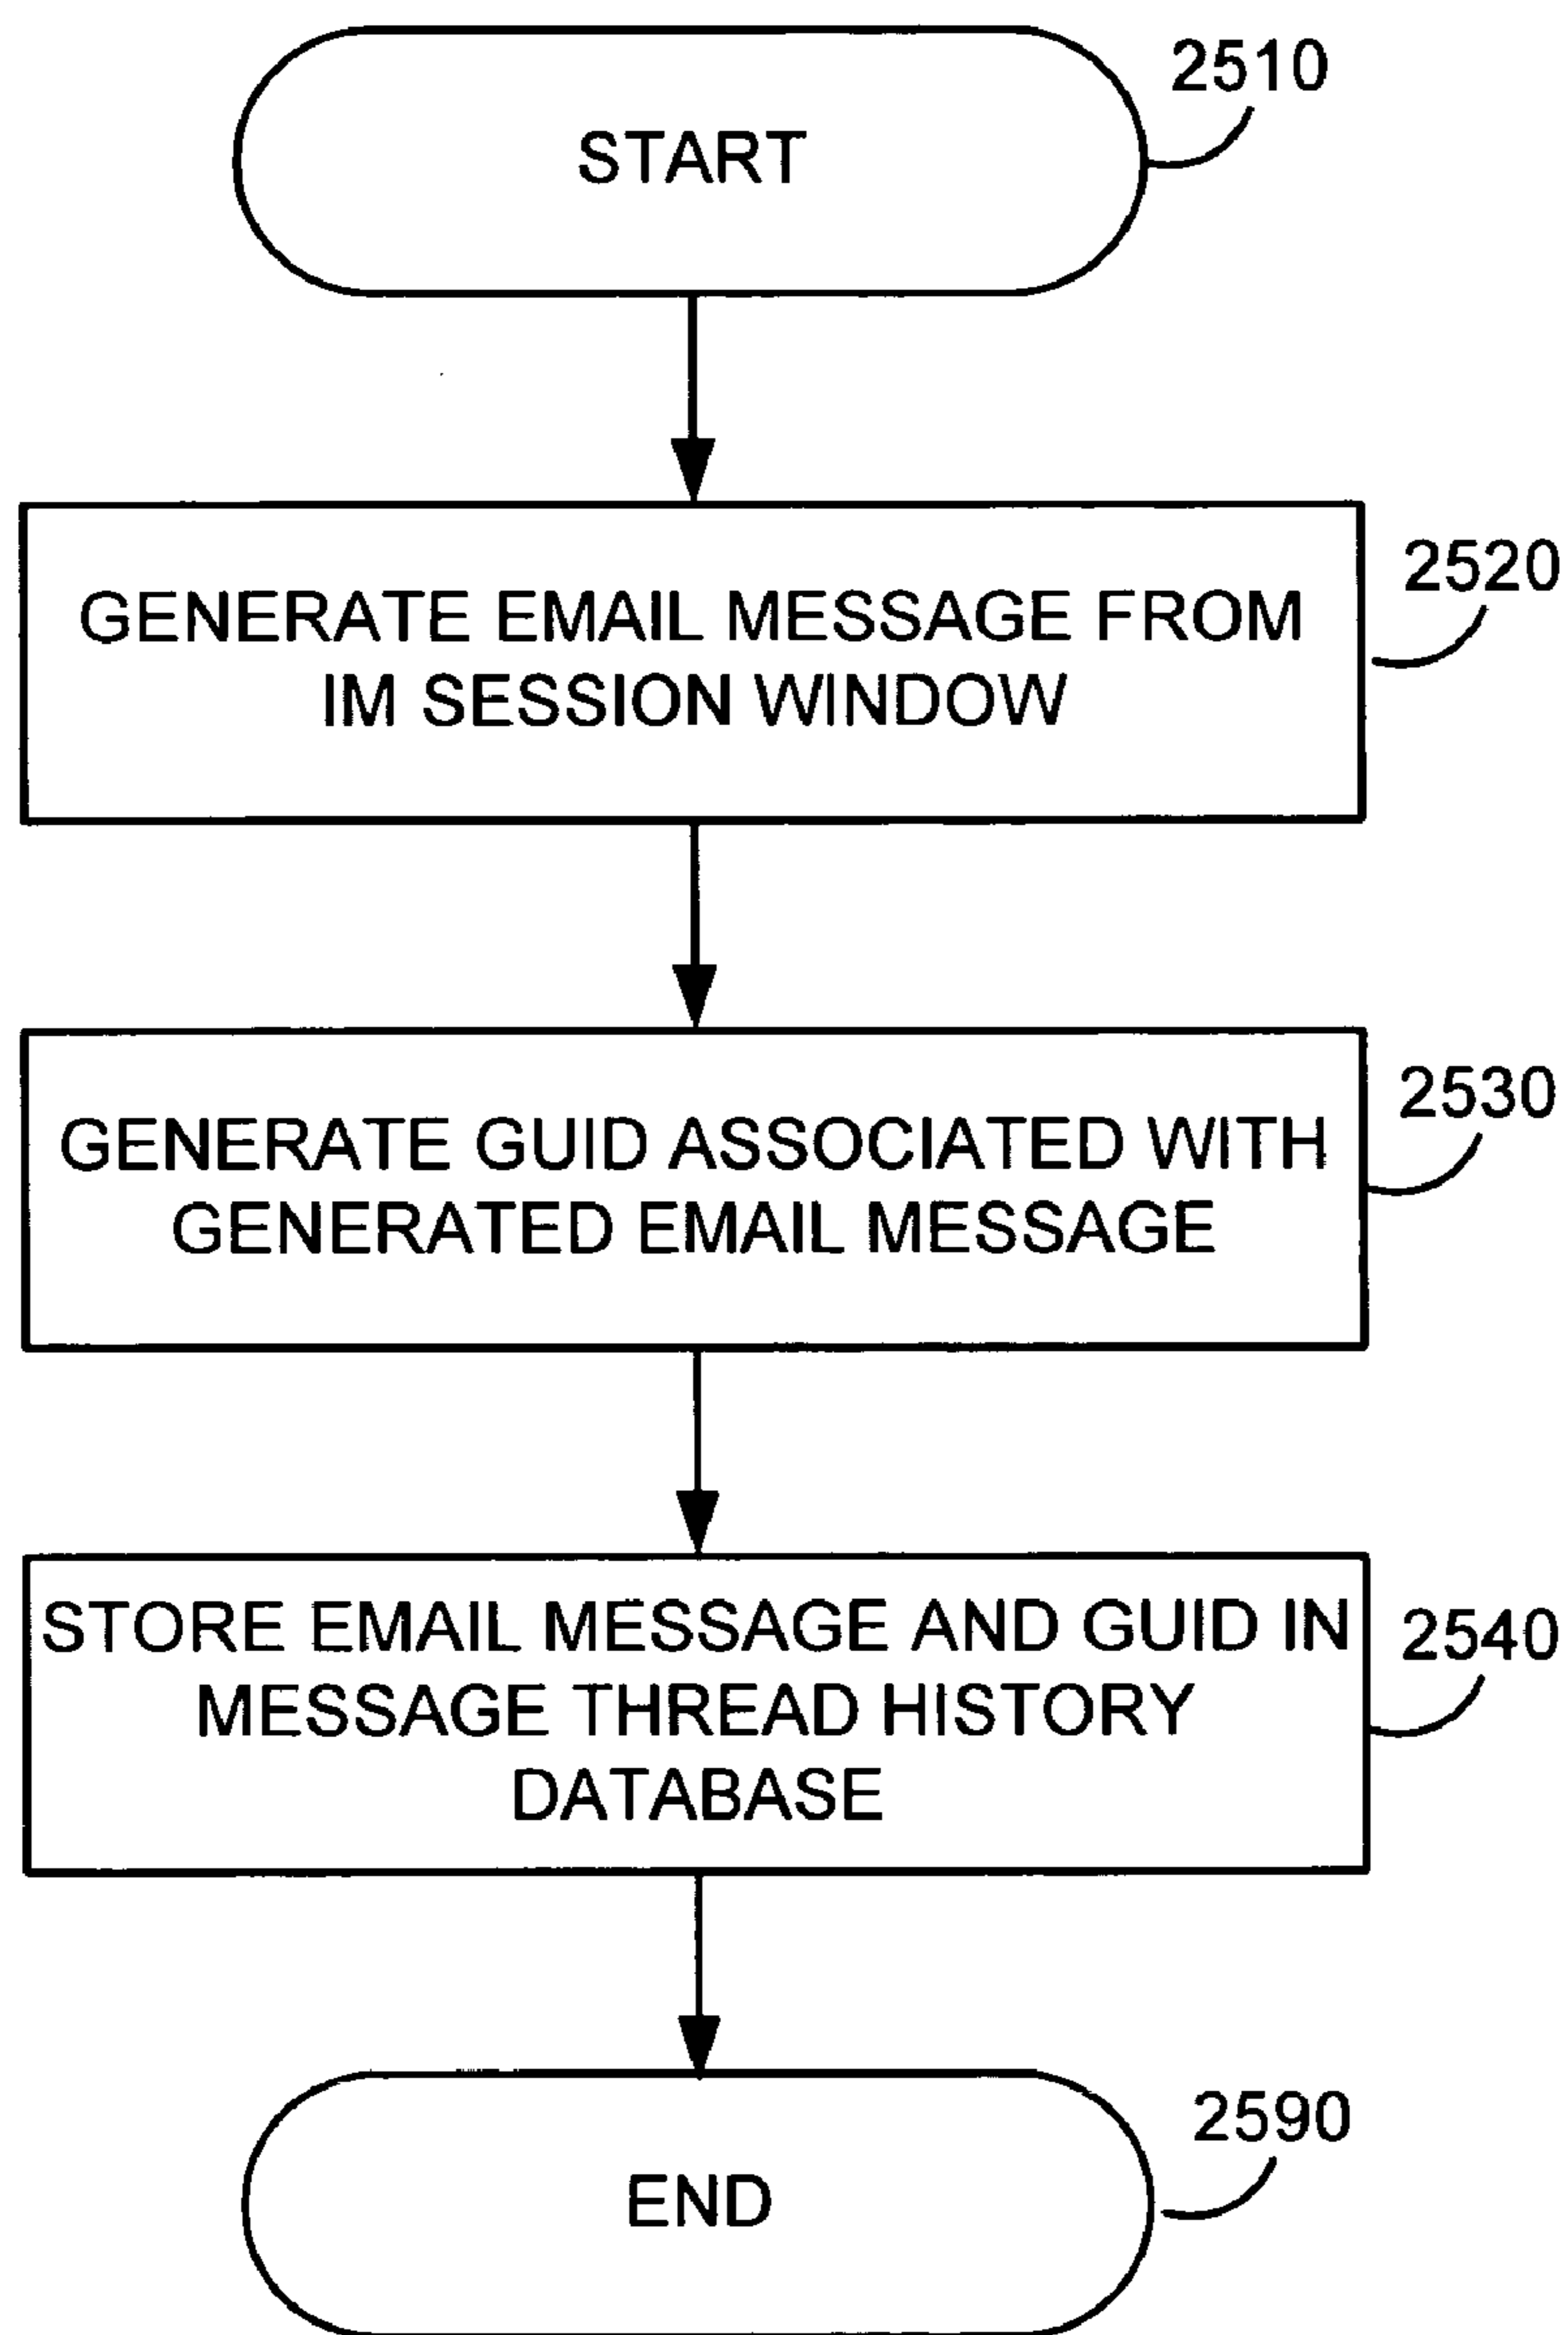 2510
START
2520
GENERATE EMAIL MESSAGE FROM
IM SESSION WINDOW
2530
GENERATE GUID ASSOCIATED WITH
GENERATED EMAIL MESSAGE
2540
STORE EMAIL MESSAGE AND GUID IN
MESSAGE THREAD HISTORY
DATABASE
2590
END